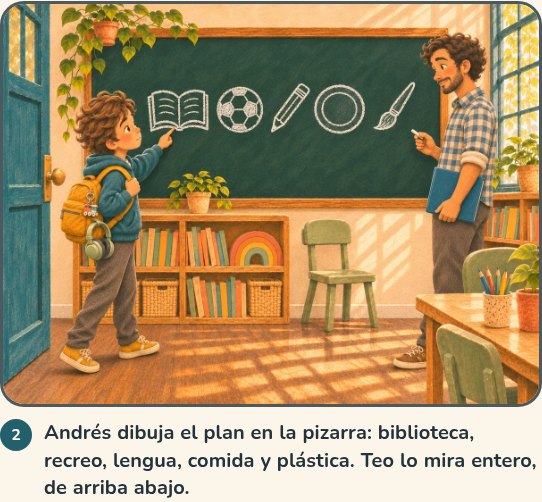 2 Andrés dibuja el plan en la pizarra: biblioteca,
recreo, lengua, comida y plástica. Teo lo mira entero,
de arriba abajo.